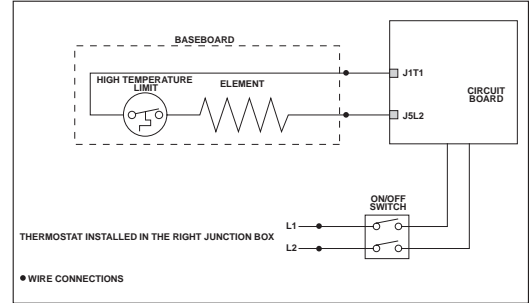 BASEBOARD
HIGH TEMPERATURE
LIMIT
ELEMENT
J1T1
CIRCUIT
BOARD
J5L2
ON/OFF
SWITCH
L1
THERMOSTAT INSTALLED IN THE RIGHT JUNCTION BOX
L2
● WIRE CONNECTIONS